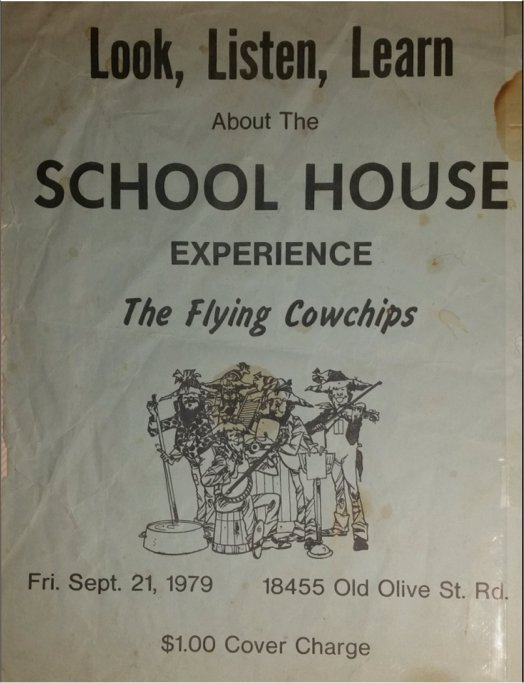 Look, Listen, Learn
About The
SCHOOL HOUSE
EXPERIENCE
The Flying Cowchips
Fri. Sept. 21, 1979 18455 Old Olive St. Rd.
$1.00 Cover Charge